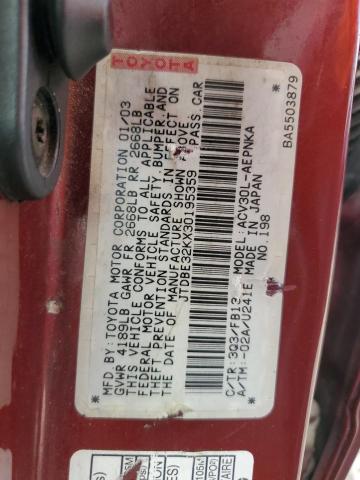 TOYOTA
MFD.BY:TOYOTA MOTOR CORPORATION 01/03
GVWR 4189LB GAWR FR 2668LB RR 2668LB
THIS VEHICLE CONFORMS TO ALL APPLICABLE
FEDERAL MOTOR VEHICLE SAFETY, BUMPER, AND
THEFT PREVENTION STANDARDS IN EFFECT ON
THE DATE OF MANUFACTURE SHOWN ABOVE.
JTDBE32KX30195359 PASS.CAR
C/TR:3Q3/FB13 MODEL:ACV30L-AEPNKA
A/TM:-02A/U241E MADE IN JAPAN
NO.198
BA5503879
105M